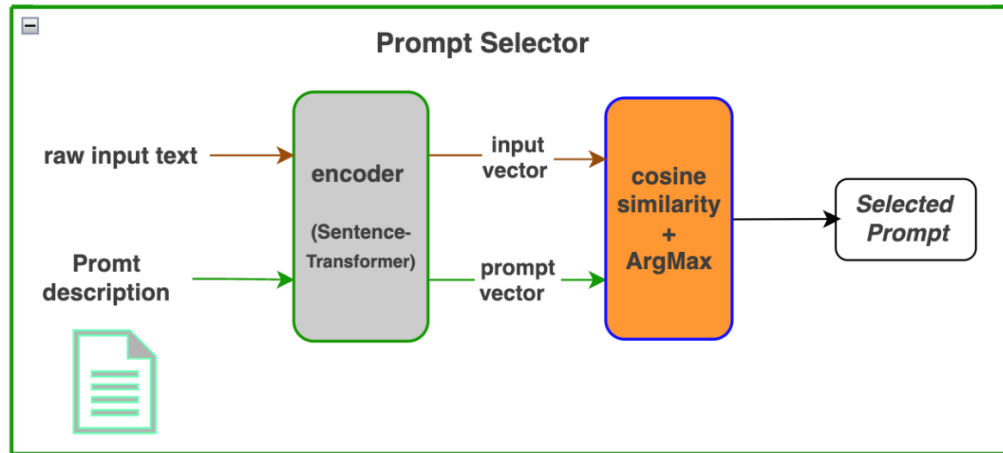 Prompt Selector
raw input text
Promt
description
encoder
(Sentence-
Transformer)
input
vector
prompt
vector
cosine
similarity
+
ArgMax
Selected
Prompt